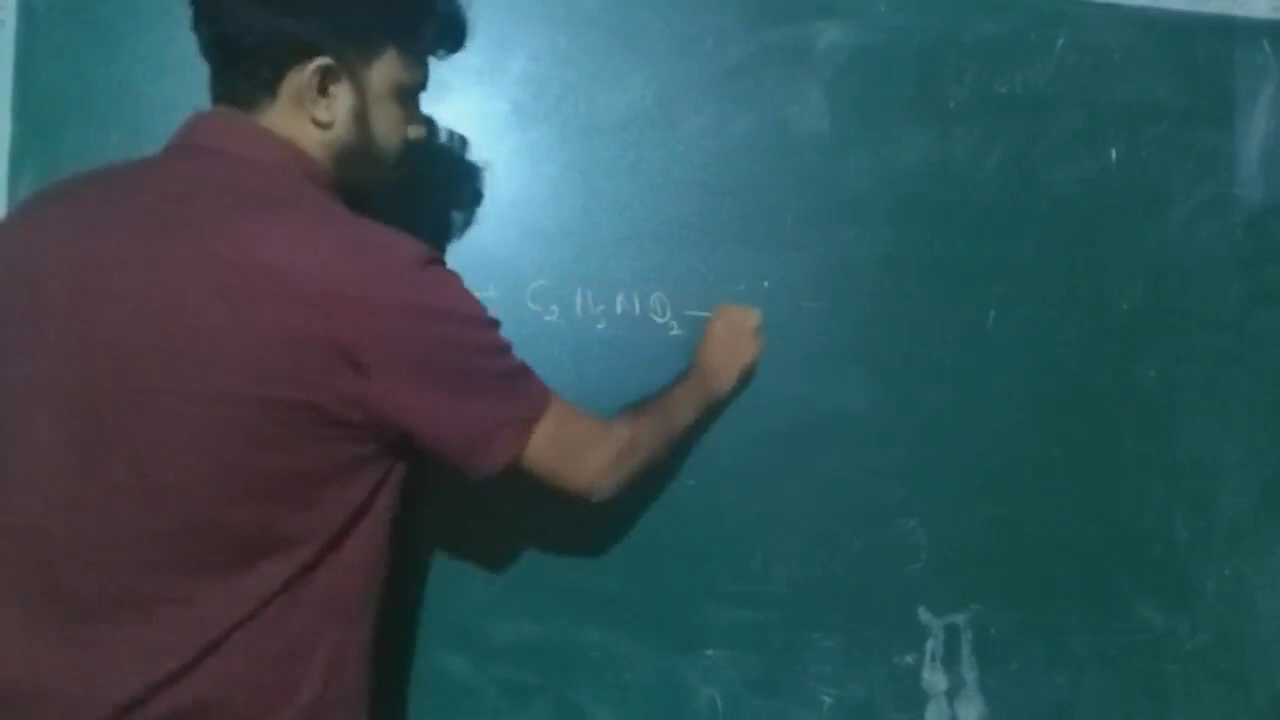 + C₂H₅NO₂ —